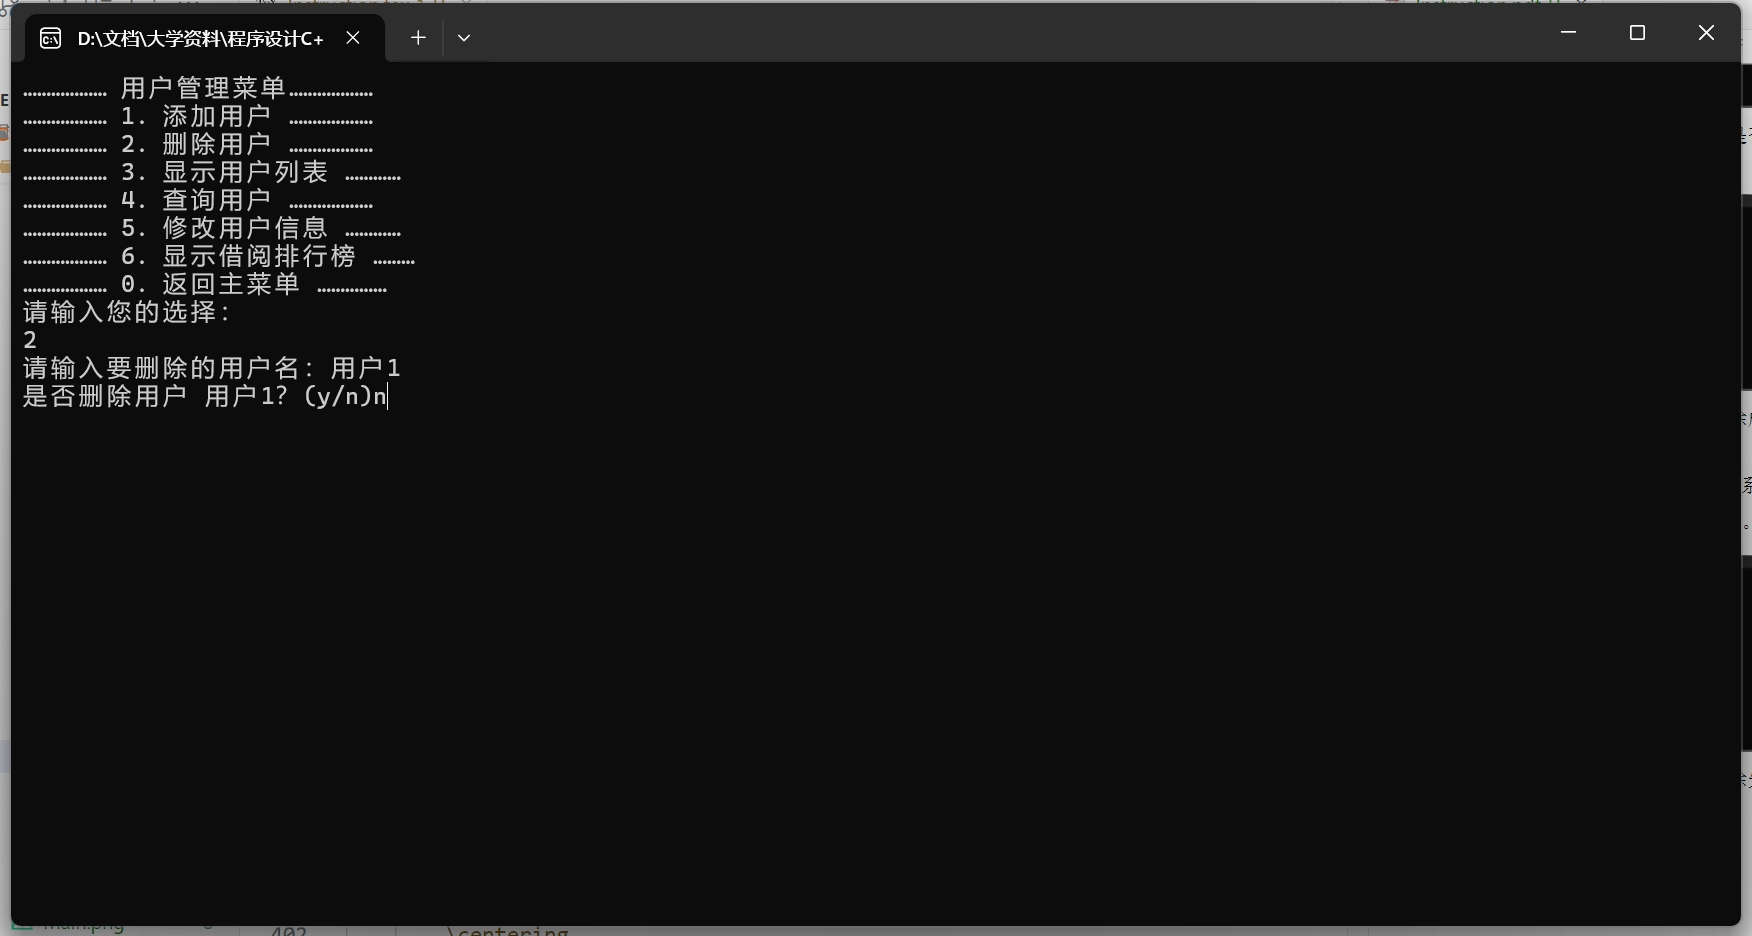 D:\文档\大学资料\程序设计C+
……………… 用户管理菜单………………
……………… 1. 添加用户 ………………
……………… 2. 删除用户 ………………
……………… 3. 显示用户列表 …………
……………… 4. 查询用户 ………………
……………… 5. 修改用户信息 …………
……………… 6. 显示借阅排行榜 ………
……………… 0. 返回主菜单 ……………
请输入您的选择:
2
请输入要删除的用户名: 用户1
是否删除用户 用户1? (y/n)n
402
\centering